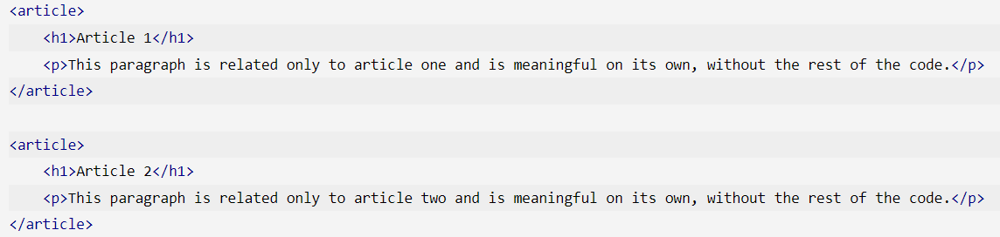 <article>
    <h1>Article 1</h1>
    <p>This paragraph is related only to article one and is meaningful on its own, without the rest of the code.</p>
</article>

<article>
    <h1>Article 2</h1>
    <p>This paragraph is related only to article two and is meaningful on its own, without the rest of the code.</p>
</article>